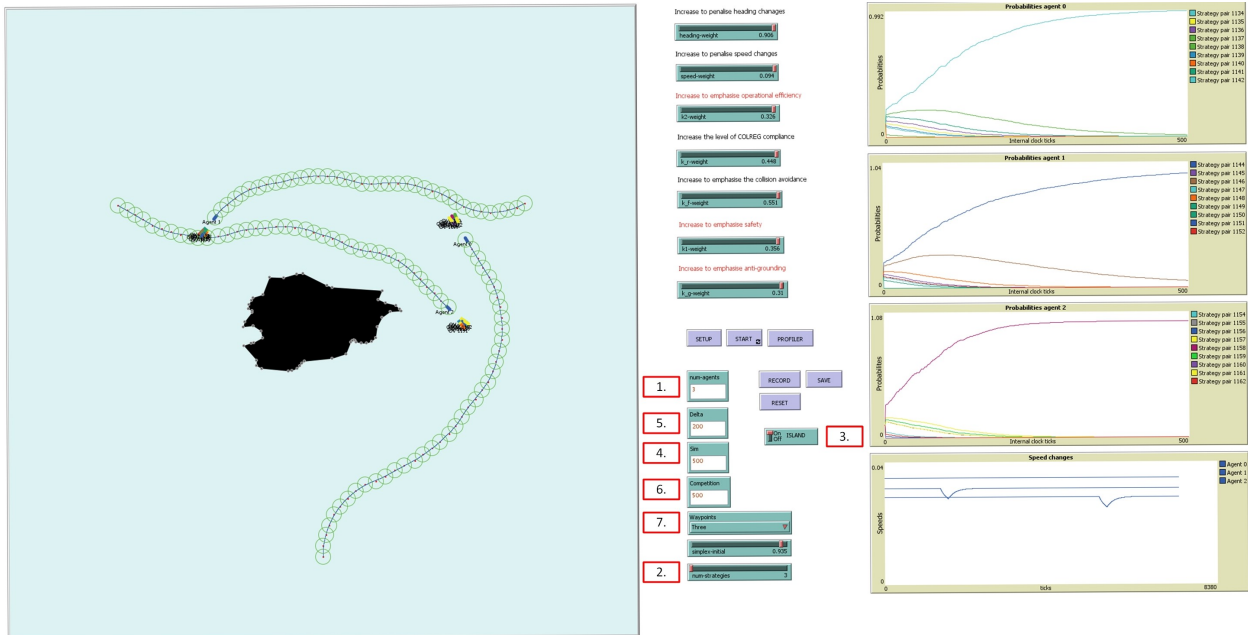 Agent 1
Agent 0
Agent 2
Increase to penalise heading chanages
heading-weight 0.906
Increase to penalise speed changes
speed-weight 0.094
Increase to emphasise operational efficiency
k2-weight 0.326
Increase the level of COLREG compliance
k_r-weight 0.448
Increase to emphasise the collision avoidance
k_f-weight 0.551
Increase to emphasise safety
k1-weight 0.356
Increase to emphasise anti-grounding
k_g-weight 0.31
SETUP START PROFILER
1. num-agents
3
RECORD SAVE
RESET
5. Delta
200
On
Off ISLAND 3.
4. Sim
500
6. Competition
500
7. Waypoints
Three
simplex-initial 0.935
2. num-strategies 3
Probabilities agent 0
0.992
Probabilities
0
0 Internal clock ticks 500
Strategy pair 1134
Strategy pair 1135
Strategy pair 1136
Strategy pair 1137
Strategy pair 1138
Strategy pair 1139
Strategy pair 1140
Strategy pair 1141
Strategy pair 1142
Probabilities agent 1
1.04
Probabilities
0
0 Internal clock ticks 500
Strategy pair 1144
Strategy pair 1145
Strategy pair 1146
Strategy pair 1147
Strategy pair 1148
Strategy pair 1149
Strategy pair 1150
Strategy pair 1151
Strategy pair 1152
Probabilities agent 2
1.08
Probabilites
0
0 Internal clock ticks 500
Strategy pair 1154
Strategy pair 1155
Strategy pair 1156
Strategy pair 1157
Strategy pair 1158
Strategy pair 1159
Strategy pair 1160
Strategy pair 1161
Strategy pair 1162
Speed changes
0.04
Speeds
0
0 ticks 8380
Agent 0
Agent 1
Agent 2